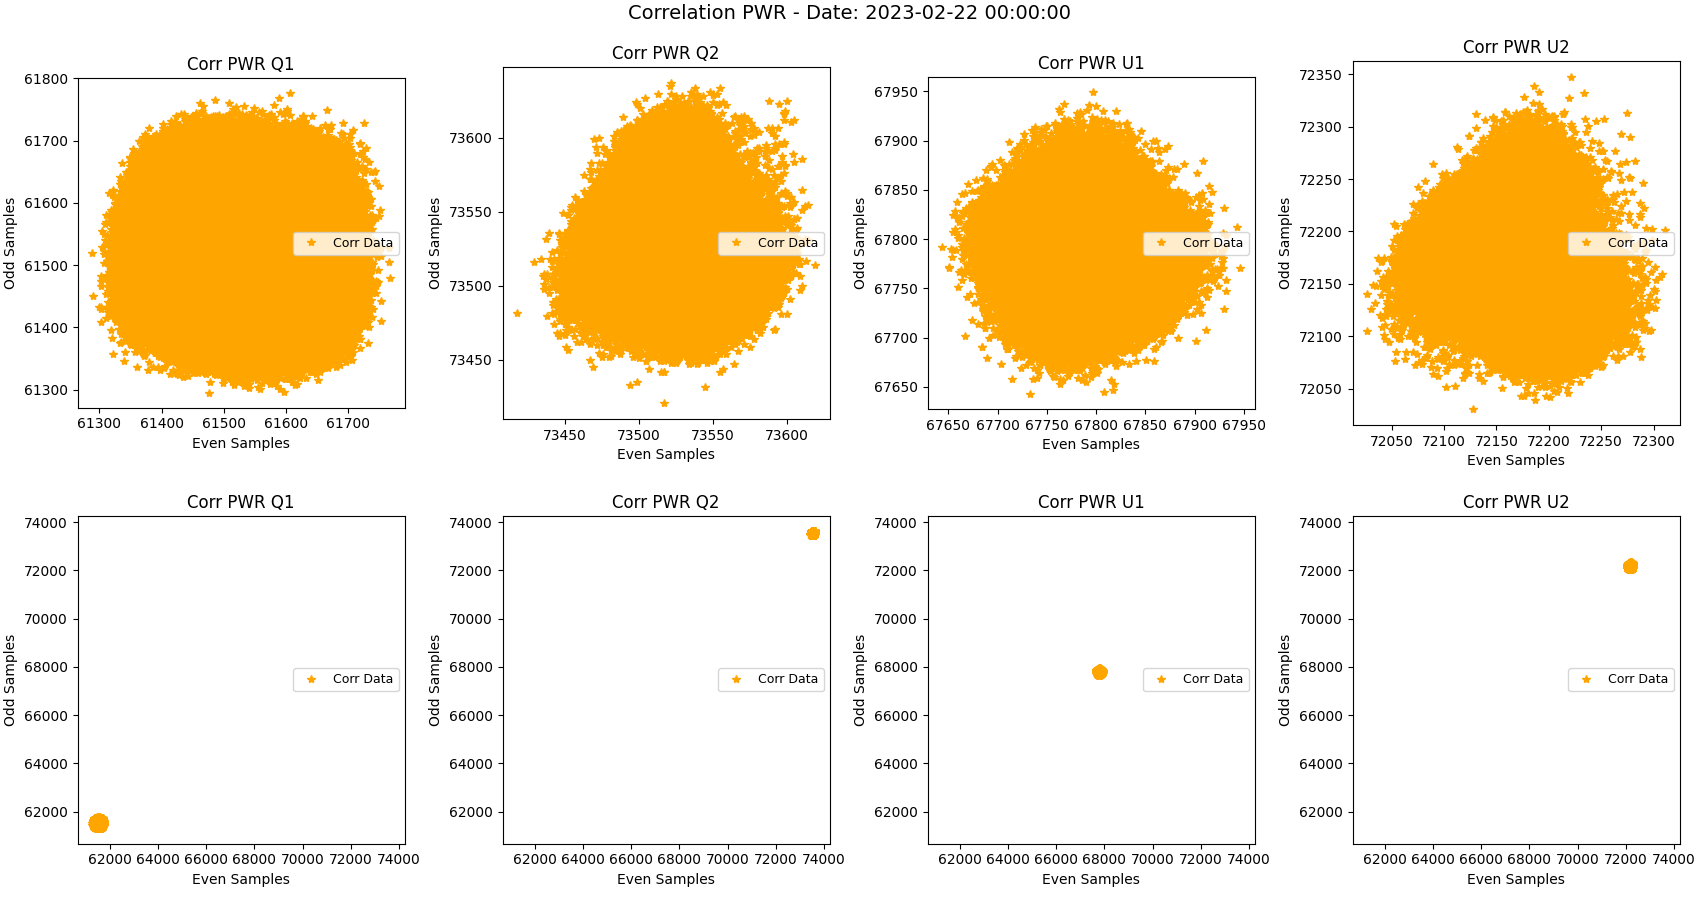 Correlation PWR - Date: 2023-02-22 00:00:00
Corr PWR Q1
61800
61700
61600
61500
61400
61300
Odd Samples
Corr Data
61300 61400 61500 61600 61700
Even Samples
Corr PWR Q2
73600
73550
73500
73450
Odd Samples
Corr Data
73450 73500 73550 73600
Even Samples
Corr PWR U1
67950
67900
67850
67800
67750
67700
67650
Odd Samples
Corr Data
67650 67700 67750 67800 67850 67900 67950
Even Samples
Corr PWR U2
72350
72300
72250
72200
72150
72100
72050
Odd Samples
Corr Data
72050 72100 72150 72200 72250 72300
Even Samples
Corr PWR Q1
74000
72000
70000
68000
66000
64000
62000
Odd Samples
Corr Data
62000 64000 66000 68000 70000 72000 74000
Even Samples
Corr PWR Q2
74000
72000
70000
68000
66000
64000
62000
Odd Samples
Corr Data
62000 64000 66000 68000 70000 72000 74000
Even Samples
Corr PWR U1
74000
72000
70000
68000
66000
64000
62000
Odd Samples
Corr Data
62000 64000 66000 68000 70000 72000 74000
Even Samples
Corr PWR U2
74000
72000
70000
68000
66000
64000
62000
Odd Samples
Corr Data
62000 64000 66000 68000 70000 72000 74000
Even Samples